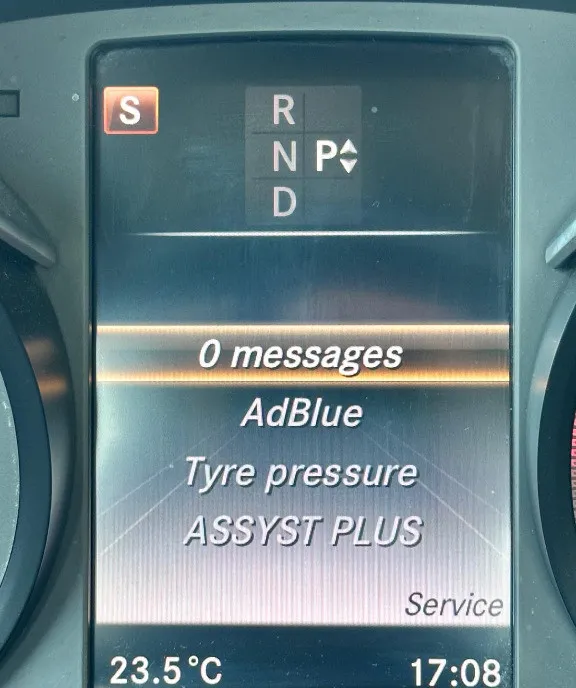 S
R
N P
D
0 messages
AdBlue
Tyre pressure
ASSYST PLUS
Service
23.5°C 17:08